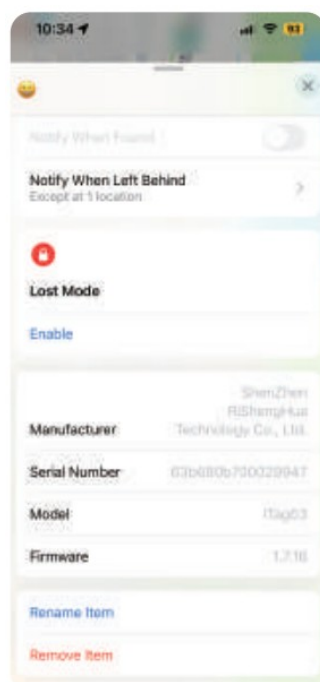 10:34
93
Notify When Found
Notify When Left Behind
Except at 1 location
Lost Mode
Enable
ShenZhen
RiShengHua
Manufacturer Technology Co., Ltd.
Serial Number
Model iTag03
Firmware 1.7.16
Rename Item
Remove Item